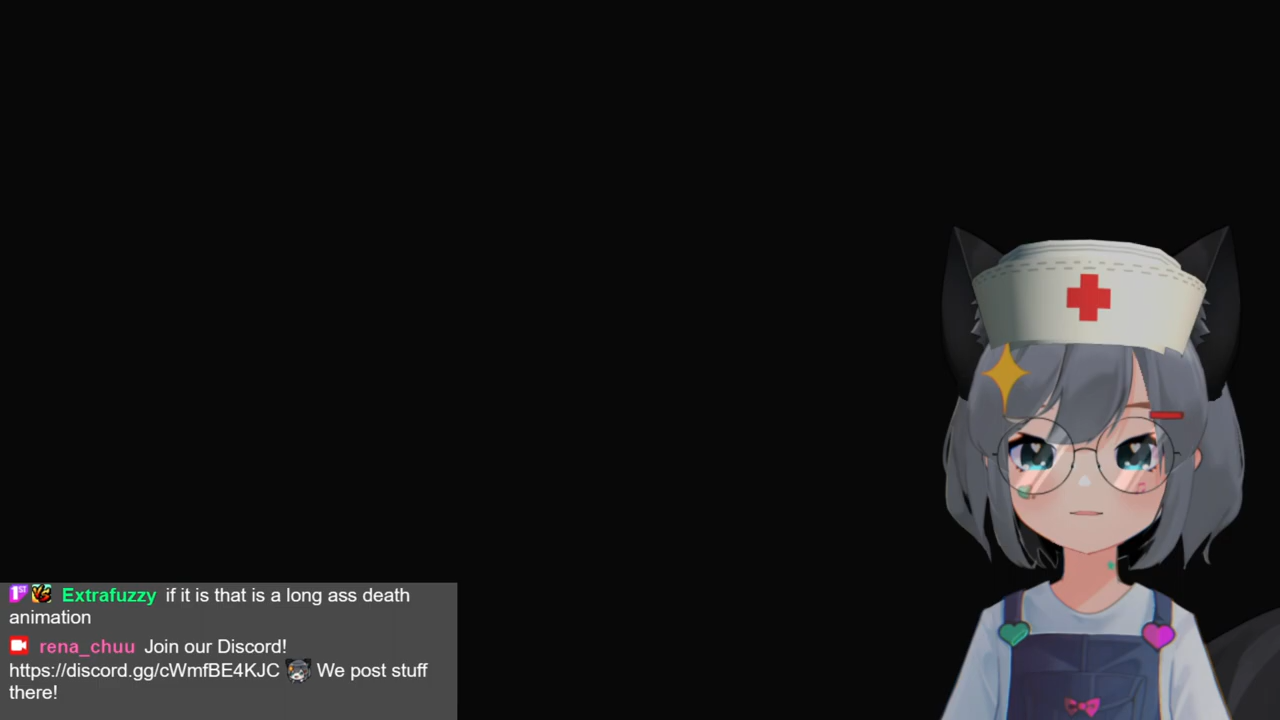 Extrafuzzy if it is that is a long ass death
animation
rena_chuu Join our Discord!
https://discord.gg/cWmfBE4KJC We post stuff
there!